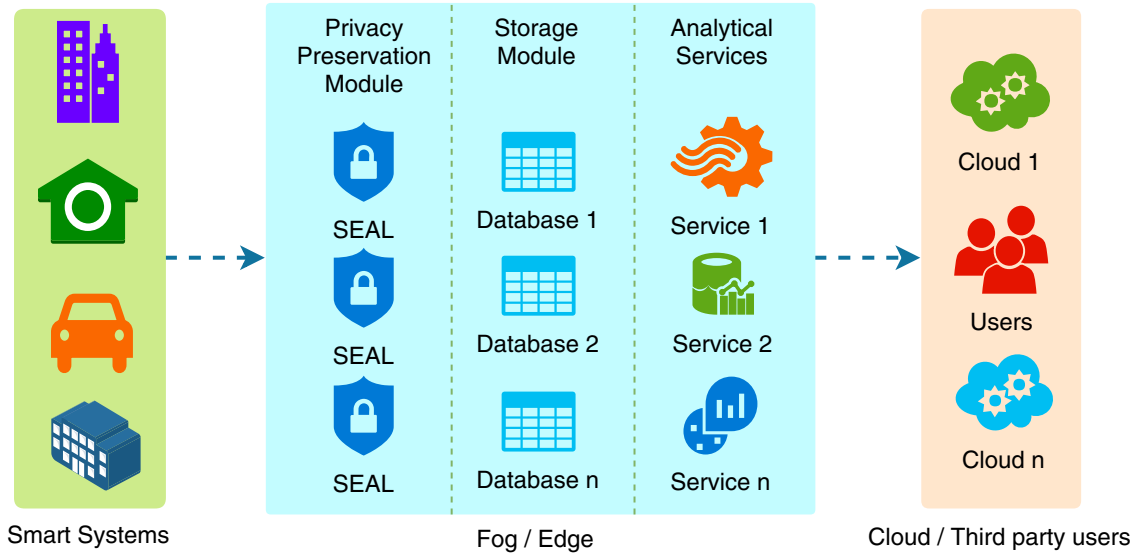 Privacy
Preservation
Module
Storage
Module
Analytical
Services
SEAL
Database 1
Service 1
SEAL
Database 2
Service 2
SEAL
Database n
Service n
Cloud 1
Users
Cloud n
Smart Systems
Fog / Edge
Cloud / Third party users